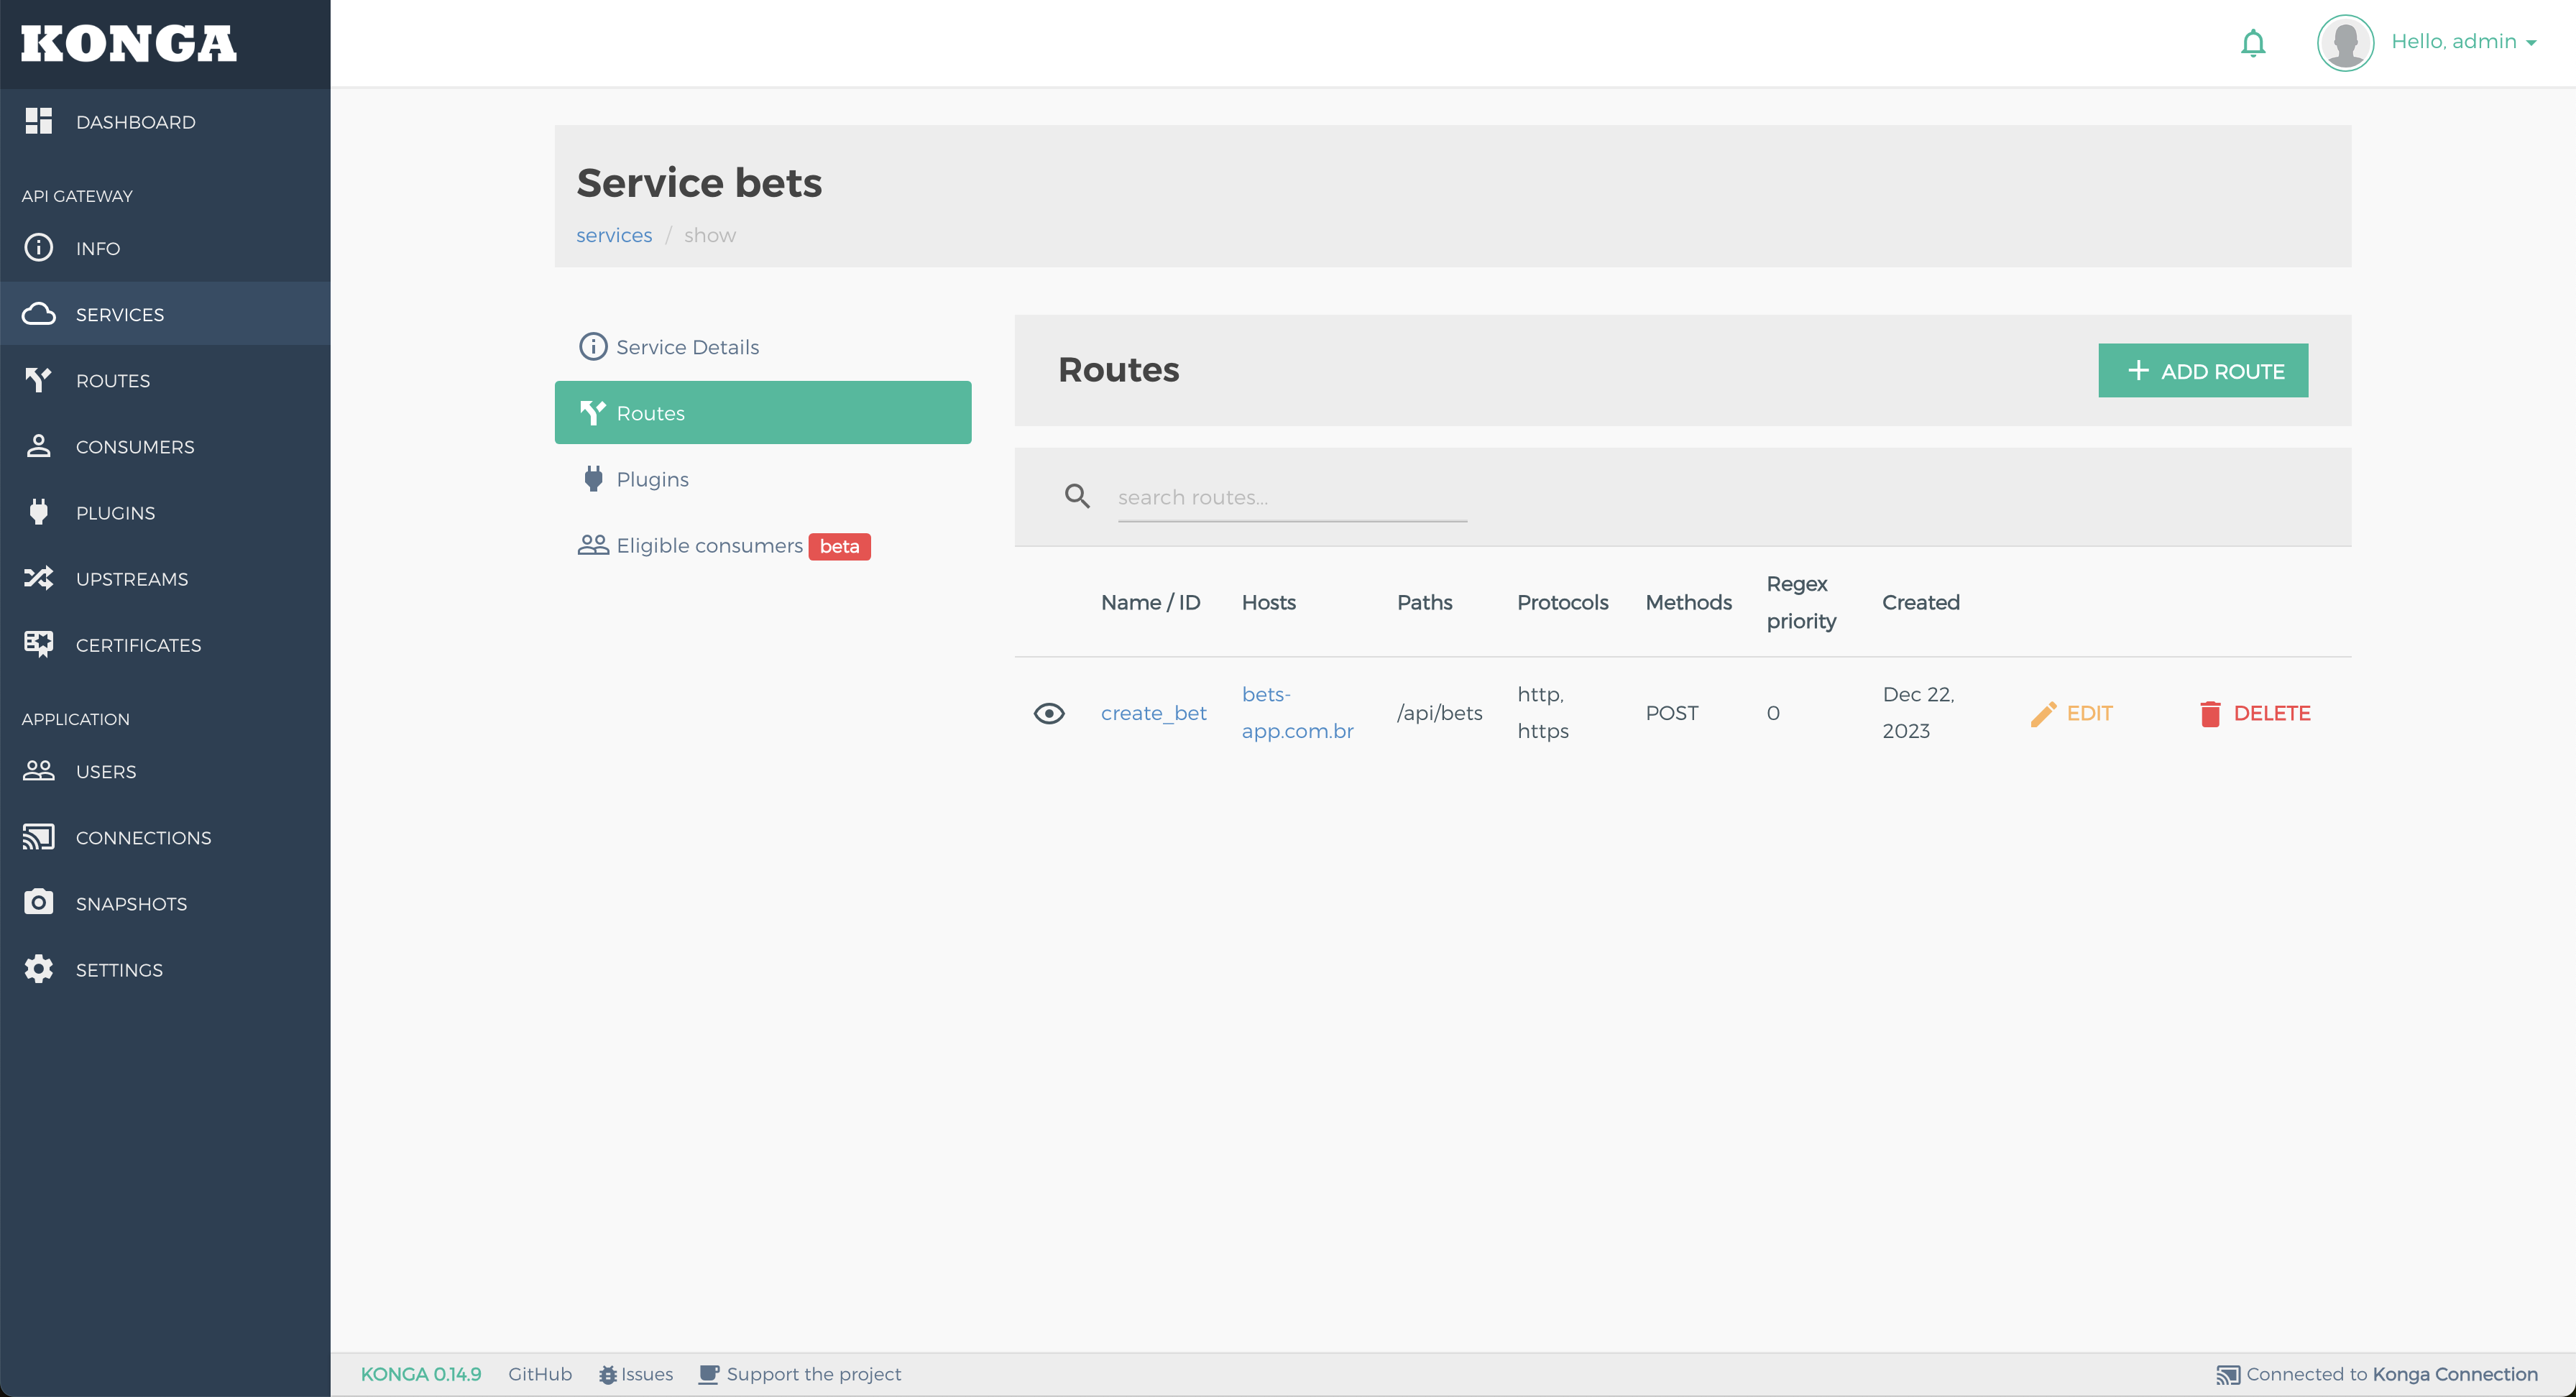 KONGA
Hello, admin
DASHBOARD
API GATEWAY
INFO
SERVICES
ROUTES
CONSUMERS
PLUGINS
UPSTREAMS
CERTIFICATES
APPLICATION
USERS
CONNECTIONS
SNAPSHOTS
SETTINGS
Service bets
services / show
Service Details
Routes
Plugins
Eligible consumers beta
Routes
ADD ROUTE
search routes...
Name / ID Hosts Paths Protocols Methods Regex
priority Created
create_bet bets-
app.com.br /api/bets http,
https POST 0 Dec 22,
2023 EDIT DELETE
KONGA 0.14.9 GitHub Issues Support the project Connected to Konga Connection